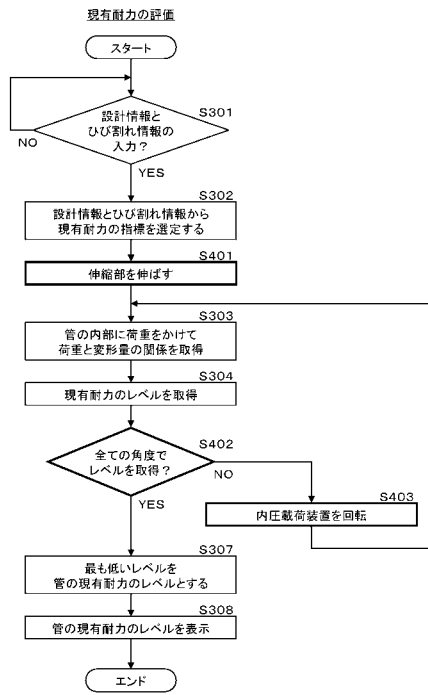 現有耐力の評価
スタート
S301
設計情報と
ひび割れ情報の
入力？
NO
YES
S302
設計情報とひび割れ情報から
現有耐力の指標を選定する
S401
伸縮部を伸ばす
S303
管の内部に荷重をかけて
荷重と変形量の関係を取得
S304
現有耐力のレベルを取得
S402
全ての角度で
レベルを取得？
NO
YES
S403
内圧載荷装置を回転
S307
最も低いレベルを
管の現有耐力のレベルとする
S308
管の現有耐力のレベルを表示
エンド